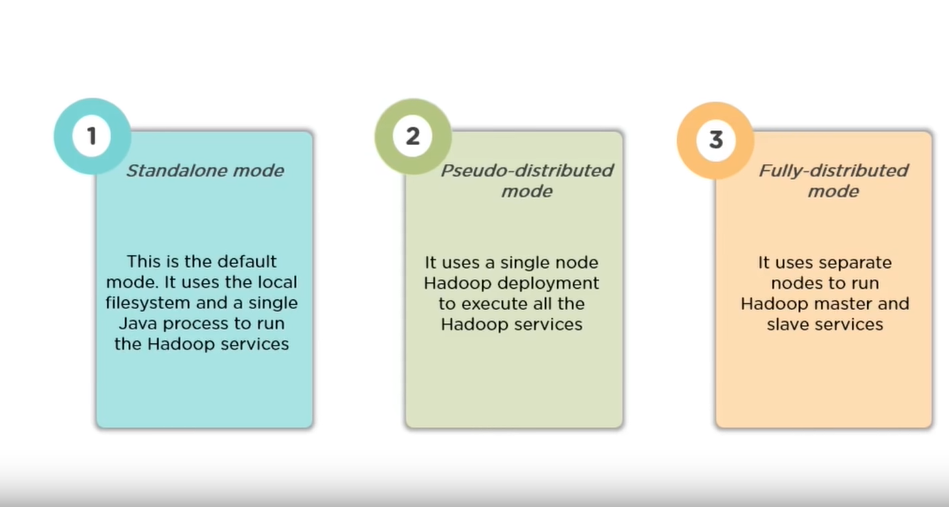 1
Standalone mode
This is the default
mode. It uses the local
filesystem and a single
Java process to run
the Hadoop services
2
Pseudo-distributed
mode
It uses a single node
Hadoop deployment
to execute all the
Hadoop services
3
Fully-distributed
mode
It uses separate
nodes to run
Hadoop master and
slave services